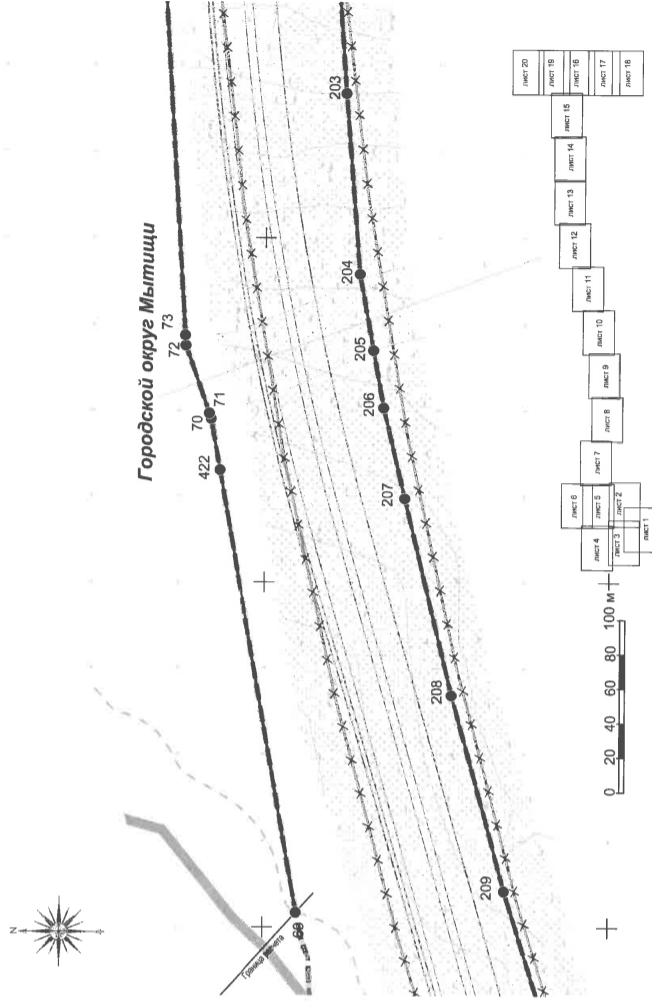 N
Городской округ Мытищи
73
72
71
70
422
203
204
205
206
207
208
209
Граница расчета
0 20 40 60 80 100 м
лист 20
лист 19
лист 16
лист 17
лист 18
лист 15
лист 14
лист 13
лист 12
лист 11
лист 10
лист 9
лист 8
лист 7
лист 6
лист 5
лист 2
лист 4
лист 3
лист 1